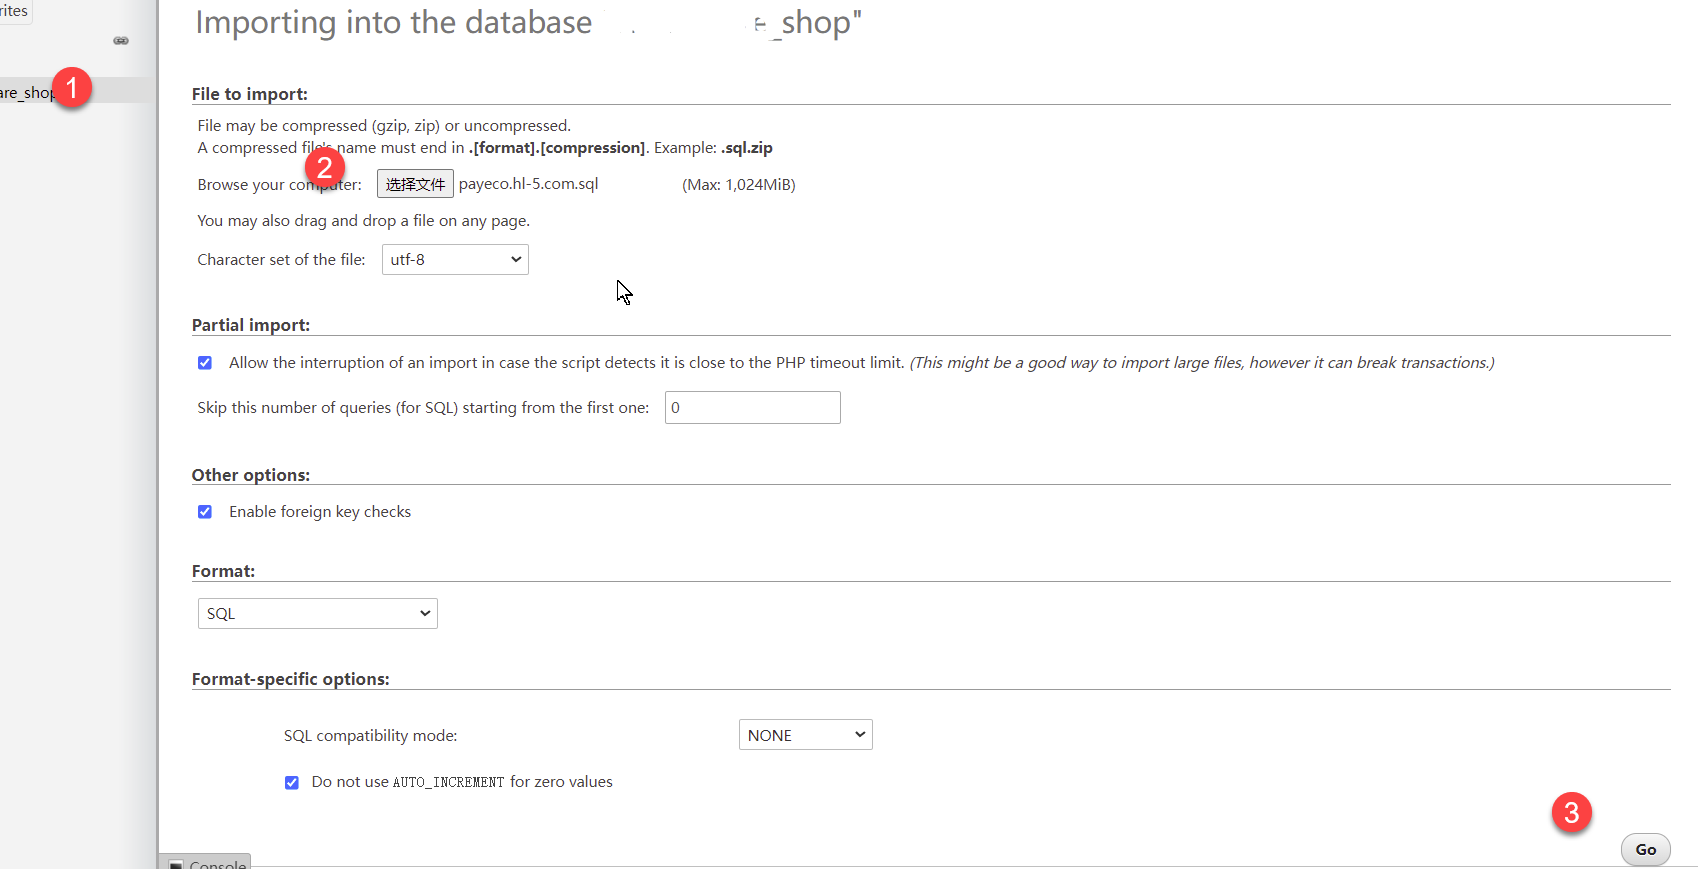 rites
Importing into the database _shop"
are_shop
1
File to import:
File may be compressed (gzip, zip) or uncompressed.
A compressed file's name must end in .[format].[compression]. Example: .sql.zip
2
Browse your computer: 选择文件 payeco.hl-5.com.sql (Max: 1,024MiB)
You may also drag and drop a file on any page.
Character set of the file: utf-8
Partial import:
Allow the interruption of an import in case the script detects it is close to the PHP timeout limit. (This might be a good way to import large files, however it can break transactions.)
Skip this number of queries (for SQL) starting from the first one: 0
Other options:
Enable foreign key checks
Format:
SQL
Format-specific options:
SQL compatibility mode: NONE
Do not use AUTO_INCREMENT for zero values
3
Go
Console